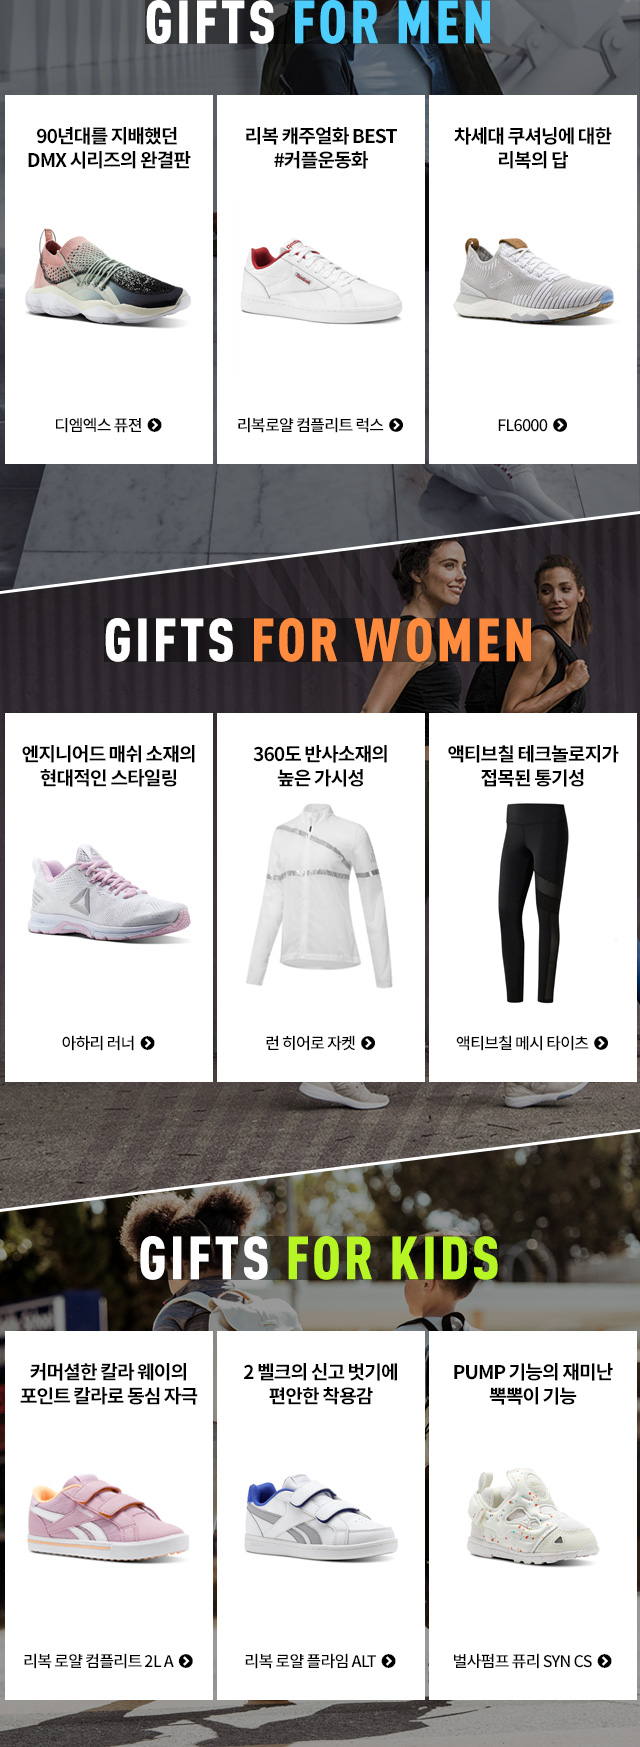 GIFTS FOR MEN
90년대를 지배했던
DMX 시리즈의 완결판
리복 캐주얼화 BEST
#커플운동화
차세대 쿠셔닝에 대한
리복의 답
디엠엑스 퓨젼
리복로얄 컴플리트 럭스
FL6000
GIFTS FOR WOMEN
엔지니어드 매쉬 소재의
현대적인 스타일링
360도 반사소재의
높은 가시성
액티브칠 테크놀로지가
접목된 통기성
아하리 러너
런 히어로 자켓
액티브칠 메시 타이츠
GIFTS FOR KIDS
커머셜한 칼라 웨이의
포인트 칼라로 동심 자극
2 벨크의 신고 벗기에
편안한 착용감
PUMP 기능의 재미난
뽁뽁이 기능
리복 로얄 컴플리트 2L A
리복 로얄 플라임 ALT
벌사펌프 퓨리 SYN CS